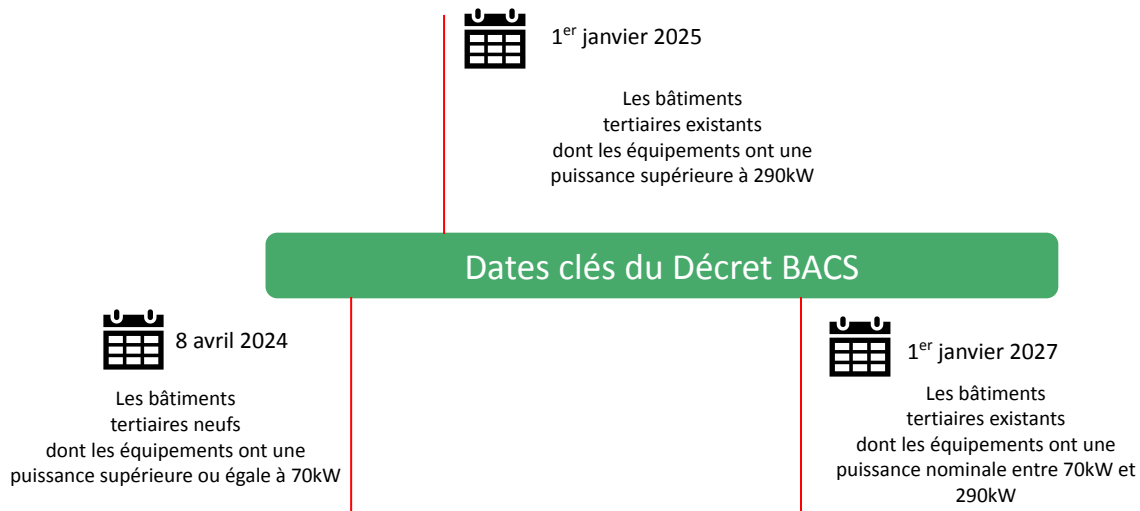 1er janvier 2025
Les bâtiments
tertiaires existants
dont les équipements ont une
puissance supérieure à 290kW
Dates clés du Décret BACS
8 avril 2024
Les bâtiments
tertiaires neufs
dont les équipements ont une
puissance supérieure ou égale à 70kW
1er janvier 2027
Les bâtiments
tertiaires existants
dont les équipements ont une
puissance nominale entre 70kW et
290kW